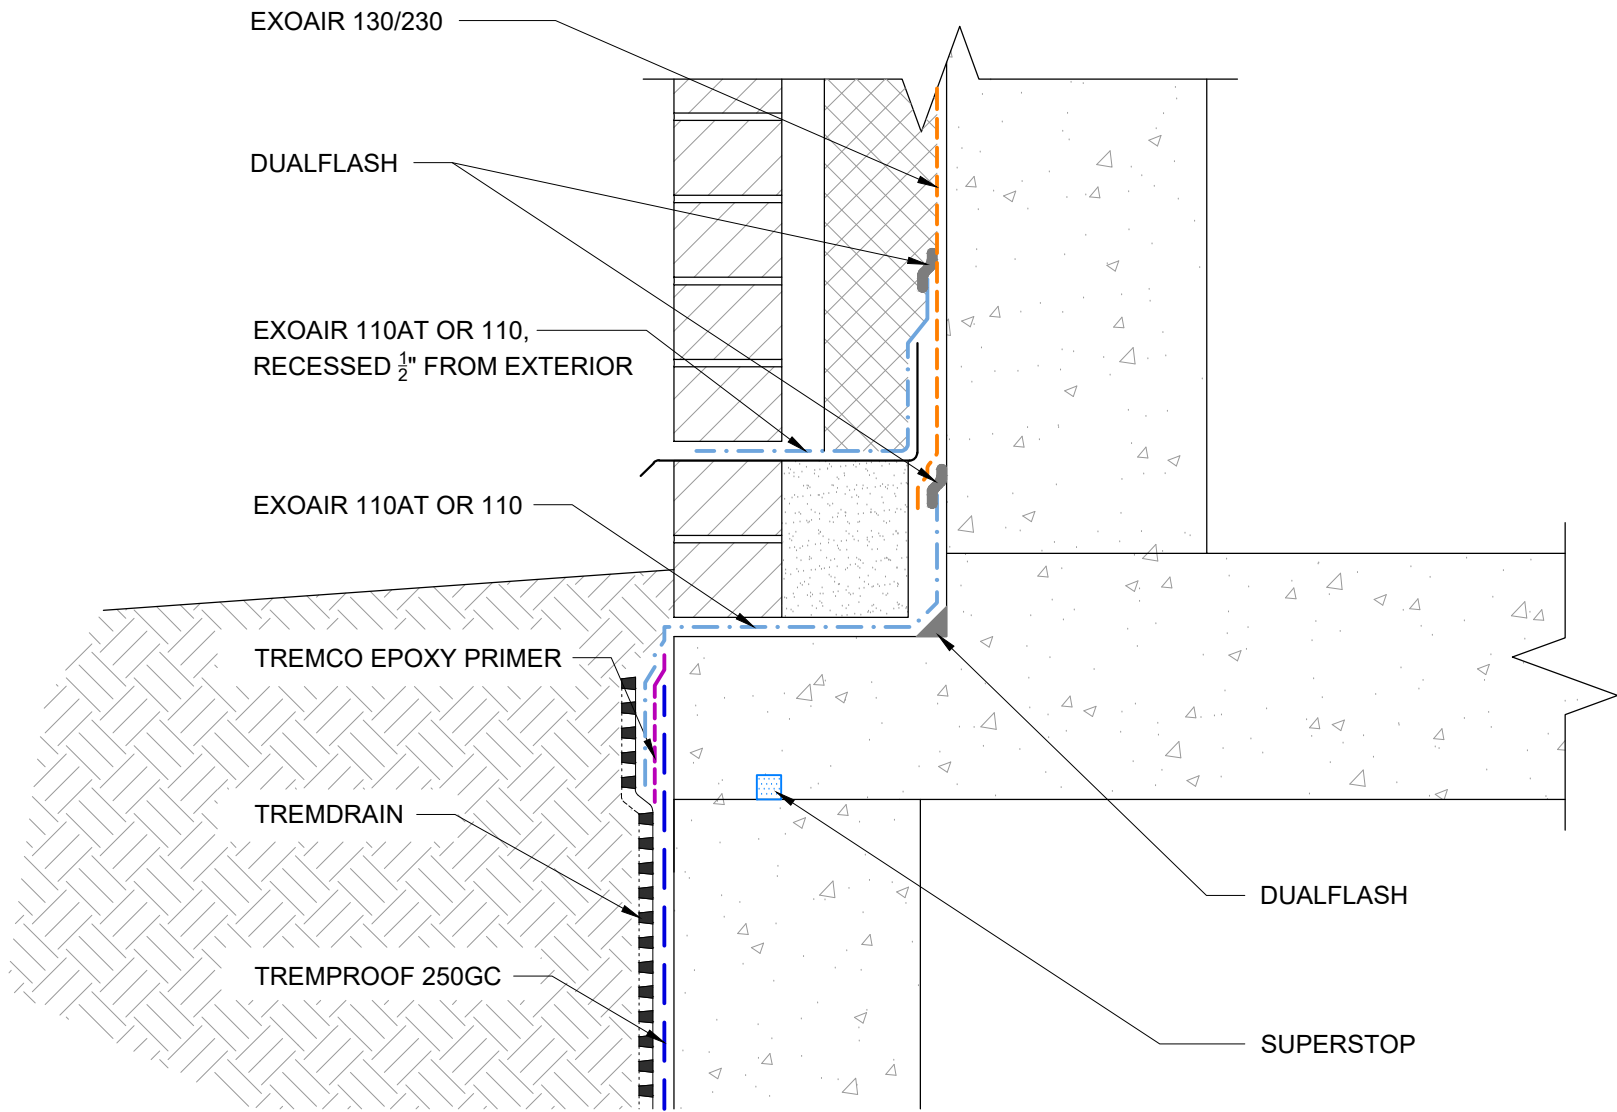 EXOAIR 130/230
DUALFLASH
EXOAIR 110AT OR 110,
RECESSED 1/2" FROM EXTERIOR
EXOAIR 110AT OR 110
TREMCO EPOXY PRIMER
TREMDRAIN
DUALFLASH
TREMPROOF 250GC
SUPERSTOP